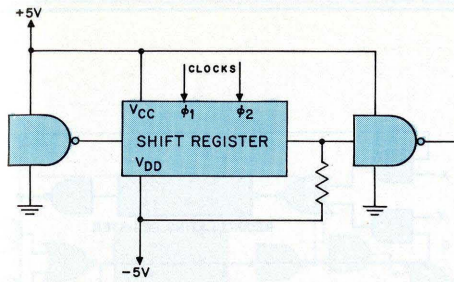 +5V
CLOCKS
VCC
ϕ1
ϕ2
SHIFT REGISTER
VDD
-5V